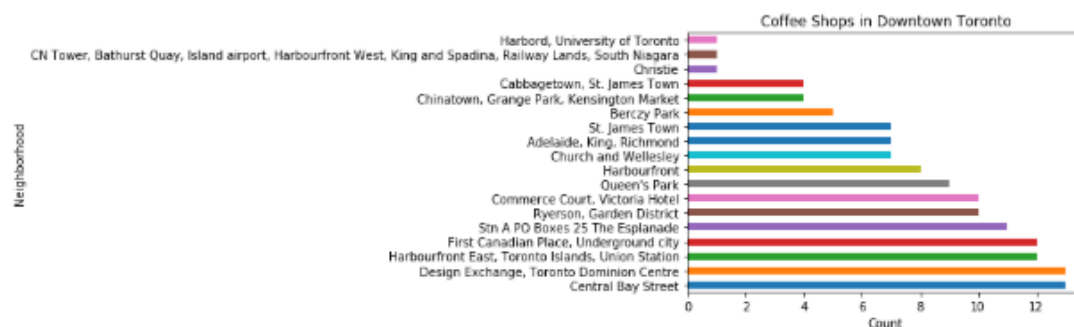 Coffee Shops in Downtown Toronto
Harbord, University of Toronto
CN Tower, Bathurst Quay, Island airport, Harbourfront West, King and Spadina, Railway Lands, South Niagara
Christie
Cabbagetown, St. James Town
Chinatown, Grange Park, Kensington Market
Berczy Park
St. James Town
Adelaide, King, Richmond
Church and Wellesley
Harbourfront
Queen's Park
Commerce Court, Victoria Hotel
Ryerson, Garden District
Stn A PO Boxes 25 The Esplanade
First Canadian Place, Underground city
Harbourfront East, Toronto Islands, Union Station
Design Exchange, Toronto Dominion Centre
Central Bay Street
Neighborhood
0 2 4 6 8 10 12
Count